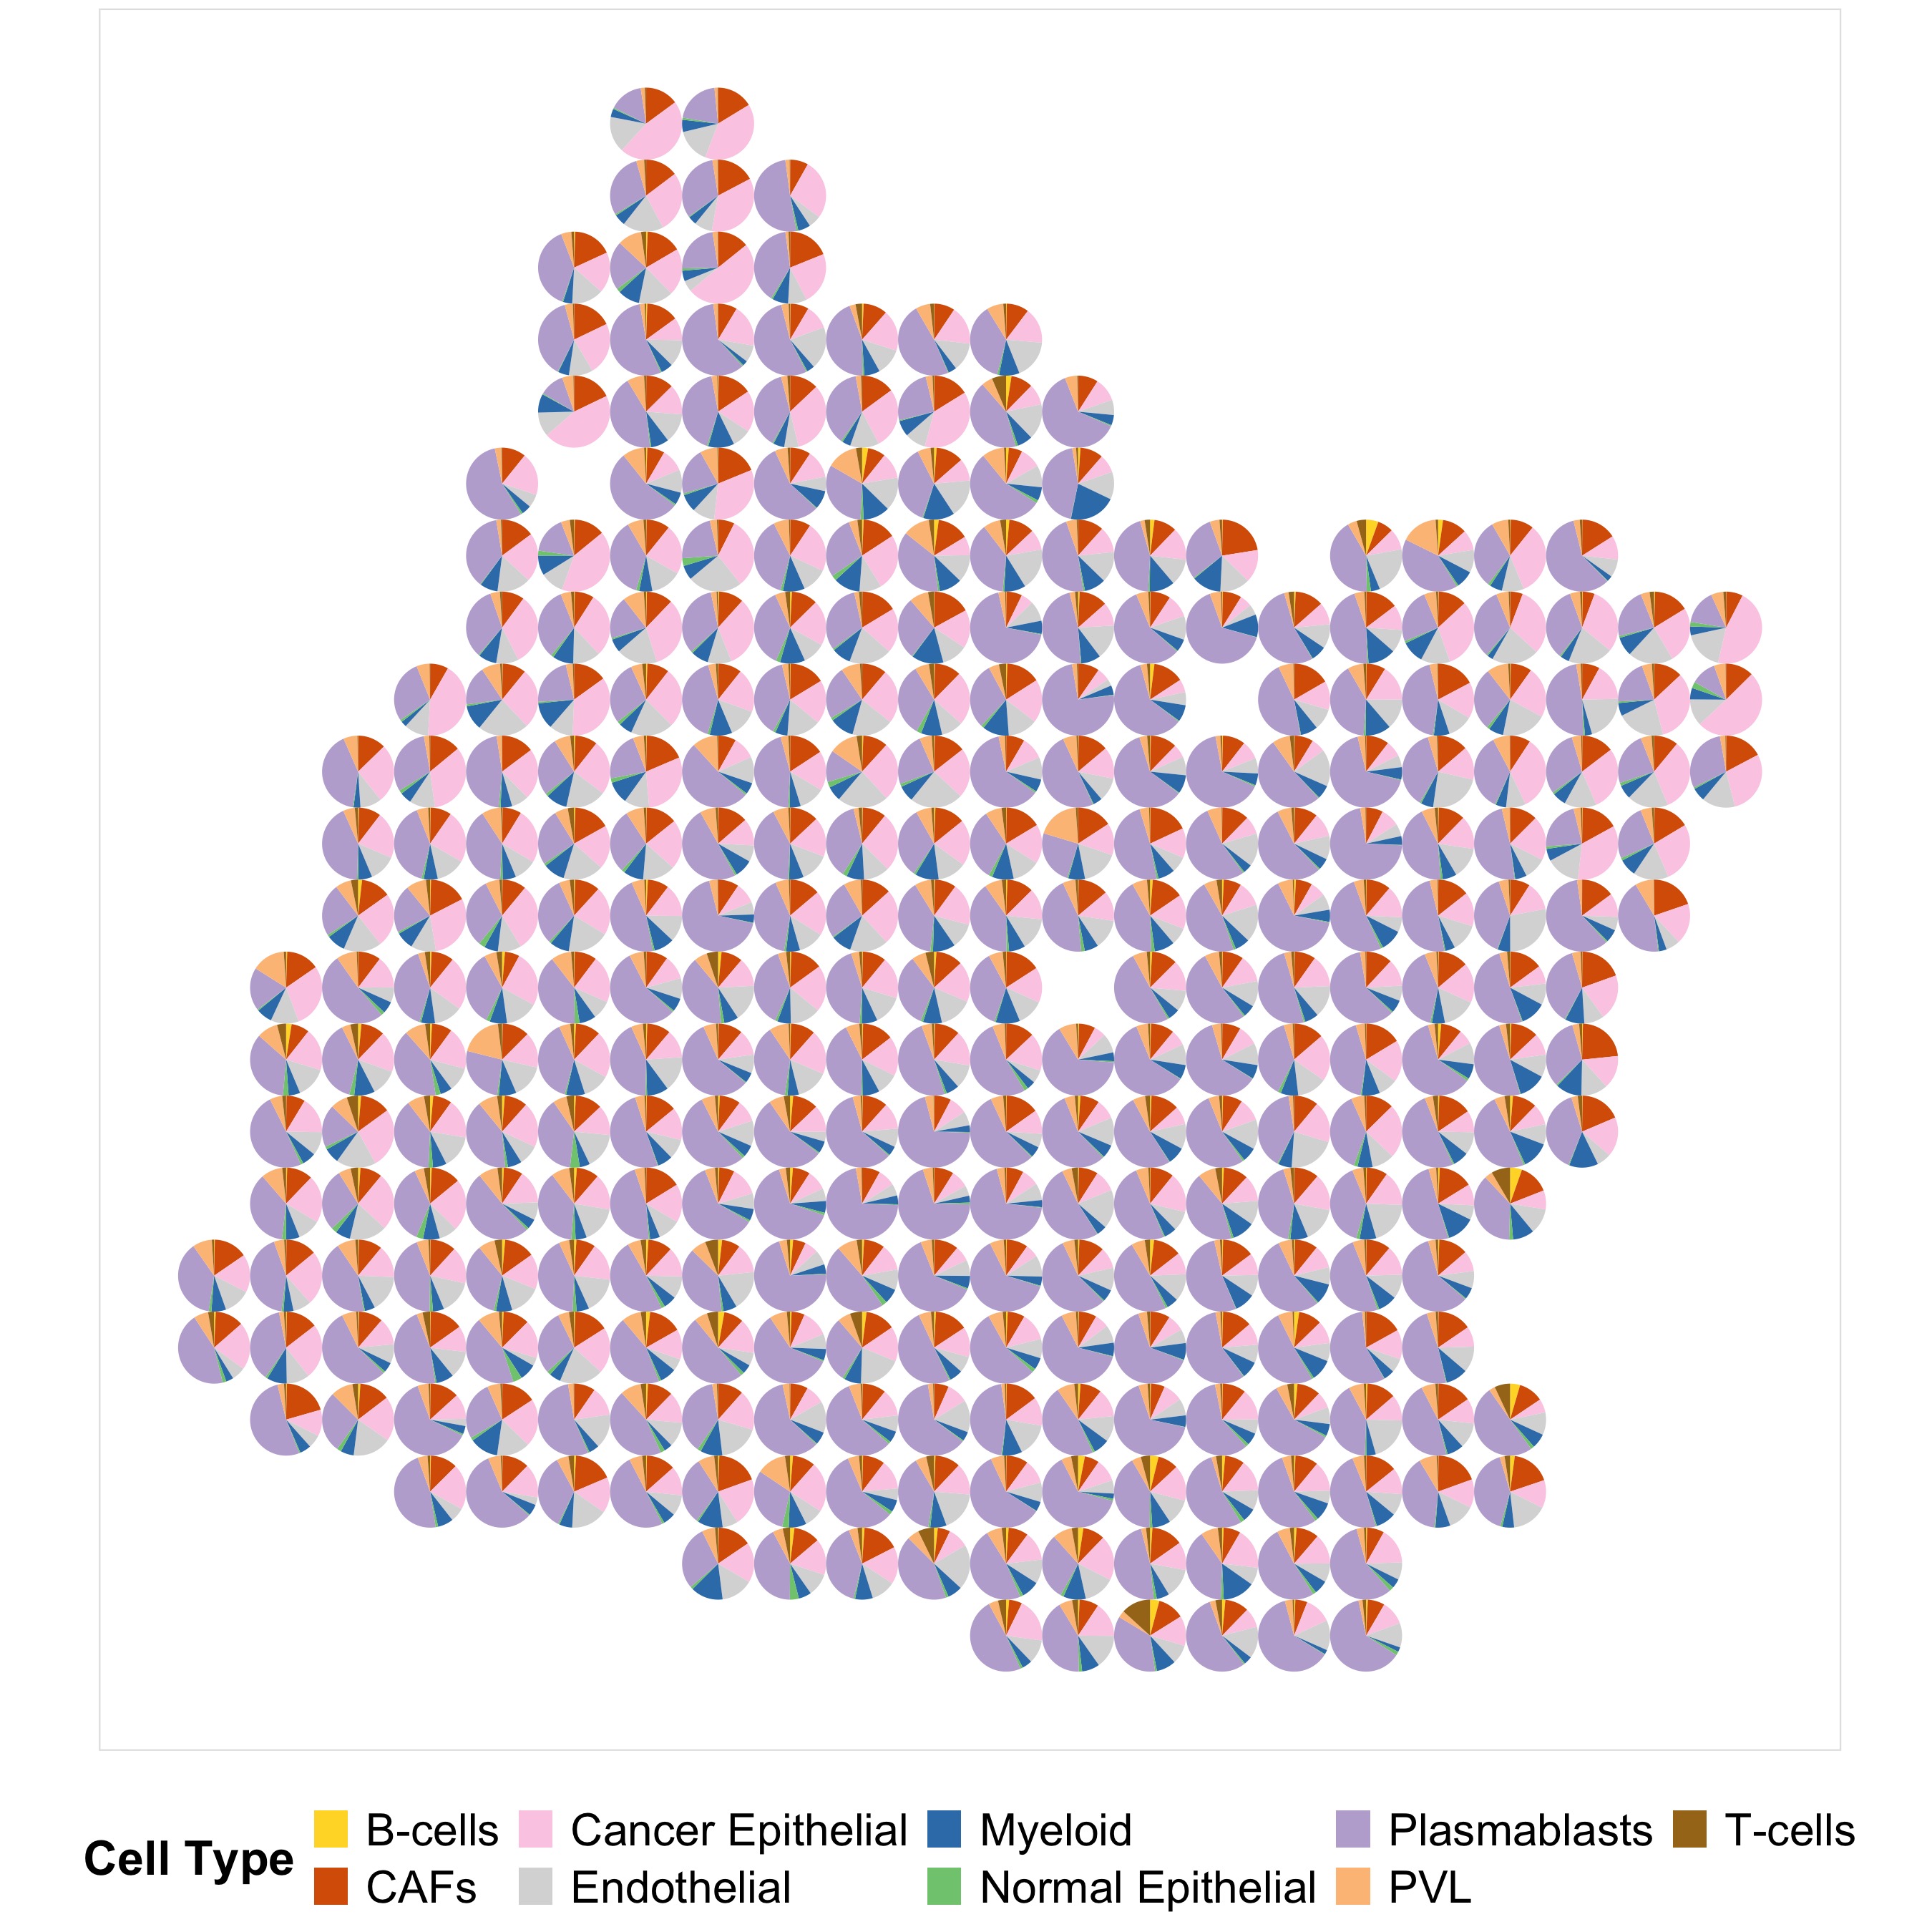 Cell Type
B-cells Cancer Epithelial Myeloid Plasmablasts T-cells
CAFs Endothelial Normal Epithelial PVL